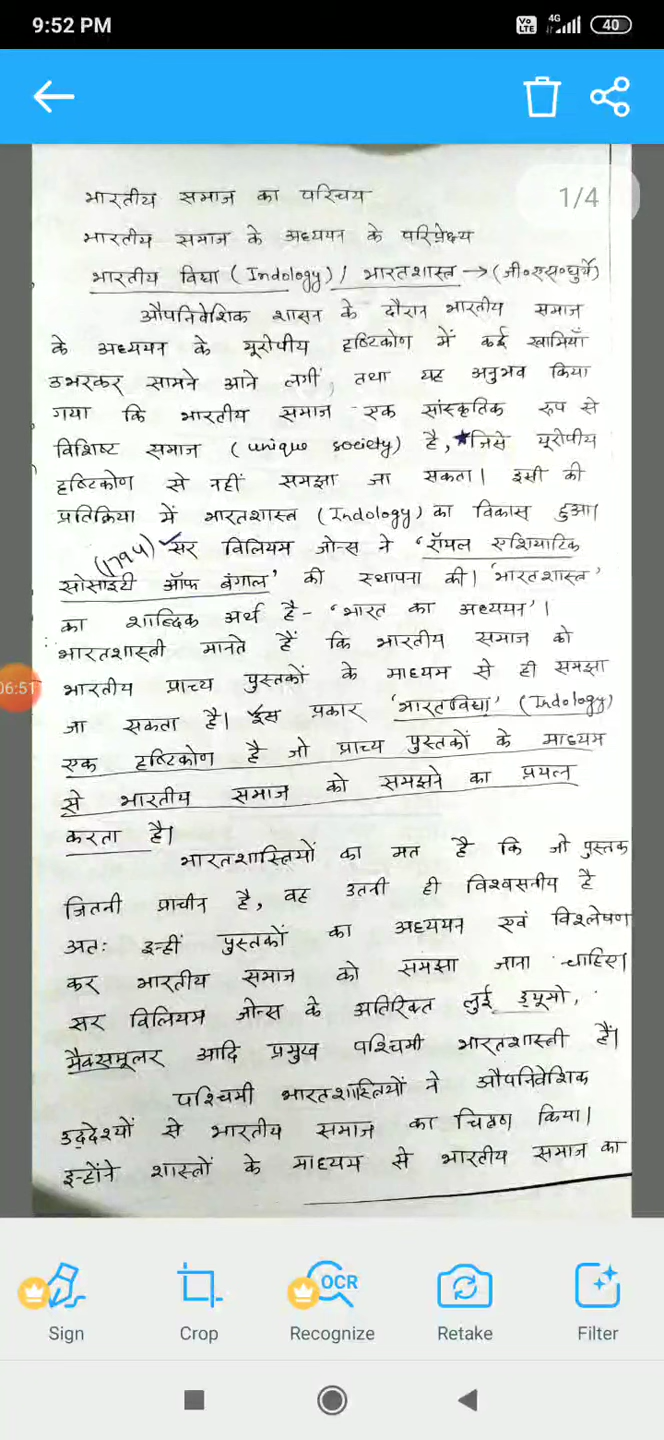 9:52 PM
Vo LTE 4G 40
1/4
भारतीय समाज का परिचय
भारतीय समाज के अध्ययन के परिप्रेक्ष्य
भारतीय विद्या (Indology) / भारतशास्त्र → (जी०एस०घुर्ये)
औपनिवेशिक शासन के दौरान भारतीय समाज
के अध्ययन के यूरोपीय दृष्टिकोण में कई खामियाँ
उभरकर सामने आने लगीं, तथा यह अनुभव किया
गया कि भारतीय समाज एक सांस्कृतिक रूप से
विशिष्ट समाज (unique society) है, ★जिसे यूरोपीय
दृष्टिकोण से नहीं समझा जा सकता। इसी की
प्रतिक्रिया में भारतशास्त्र (Indology) का विकास हुआ।
सर विलियम जोन्स ने 'रॉयल एशियाटिक
सोसाइटी ऑफ बंगाल' की स्थापना की। 'भारतशास्त्र'
का शाब्दिक अर्थ है- 'भारत का अध्ययन'।
भारतशास्त्री मानते हैं कि भारतीय समाज को
भारतीय प्राच्य पुस्तकों के माध्यम से ही समझा
06:51
जा सकता है। इस प्रकार 'भारतविद्या' (Indology)
एक दृष्टिकोण है जो प्राच्य पुस्तकों के माध्यम
से भारतीय समाज को समझने का प्रयत्न
करता है।
भारतशास्त्रियों का मत है कि जो पुस्तक
जितनी प्राचीन है, वह उतनी ही विश्वसनीय है
अतः इन्हीं पुस्तकों का अध्ययन एवं विश्लेषण
कर भारतीय समाज को समझा जाना चाहिए।
सर विलियम जोन्स के अतिरिक्त लुई ड्यूमो,
मैक्समूलर आदि प्रमुख पश्चिमी भारतशास्त्री हैं।
पश्चिमी भारतशास्त्रियों ने औपनिवेशिक
उद्देश्यों से भारतीय समाज का चित्रण किया।
इन्होंने शास्त्रों के माध्यम से भारतीय समाज का
Sign Crop OCR Recognize Retake Filter